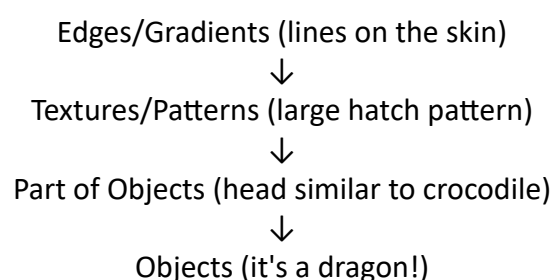 Edges/Gradients (lines on the skin)
↓
Textures/Patterns (large hatch pattern)
↓
Part of Objects (head similar to crocodile)
↓
Objects (it's a dragon!)